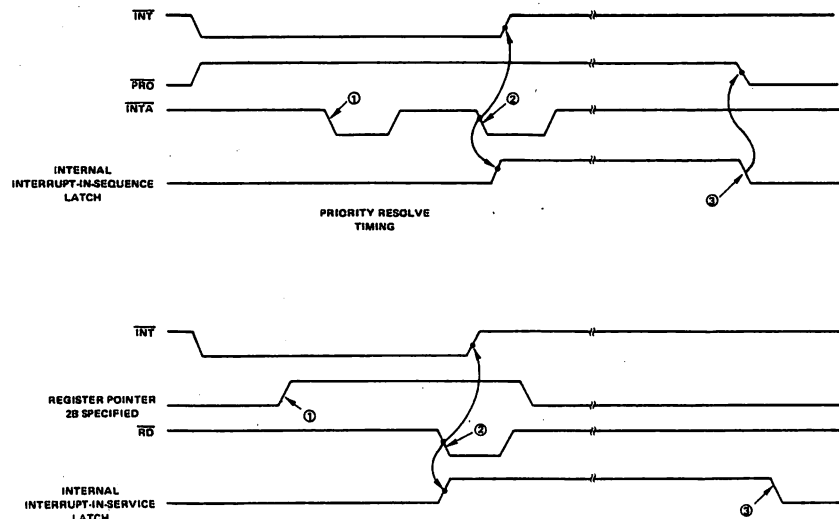 INT
PRO
①
INTA
②
INTERNAL
INTERRUPT-IN-SEQUENCE
LATCH
③
PRIORITY RESOLVE
TIMING
INT
REGISTER POINTER
2B SPECIFIED
①
RD
②
INTERNAL
INTERRUPT-IN-SERVICE
LATCH
③